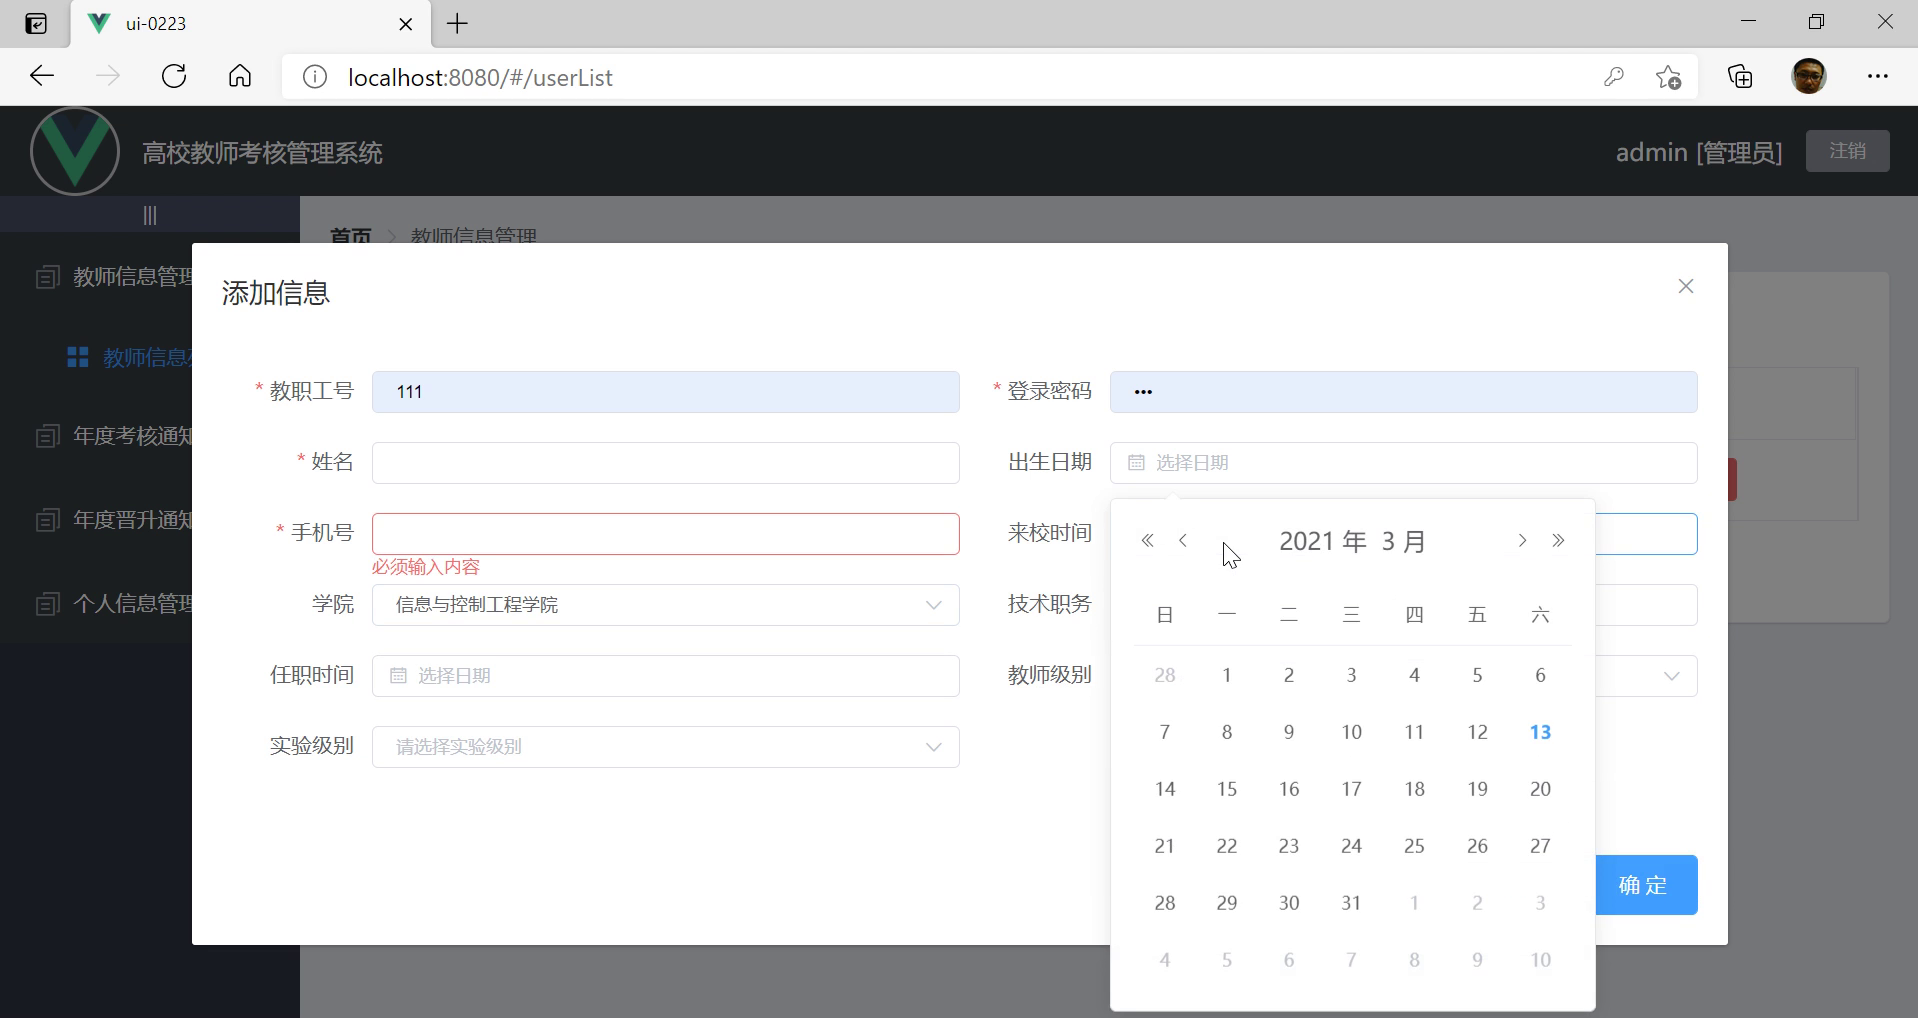 ui-0223
localhost:8080/#/userList
高校教师考核管理系统
admin [管理员]
注销
首页
教师信息管理
教师信息管理
教师信息
年度考核通知
年度晋升通知
个人信息管理
添加信息
* 教职工号
111
* 登录密码
•••
* 姓名
出生日期
选择日期
* 手机号
必须输入内容
来校时间
学院
信息与控制工程学院
技术职务
任职时间
选择日期
教师级别
实验级别
请选择实验级别
2021 年 3 月
日 一 二 三 四 五 六
28 1 2 3 4 5 6
7 8 9 10 11 12 13
14 15 16 17 18 19 20
21 22 23 24 25 26 27
28 29 30 31 1 2 3
4 5 6 7 8 9 10
确 定